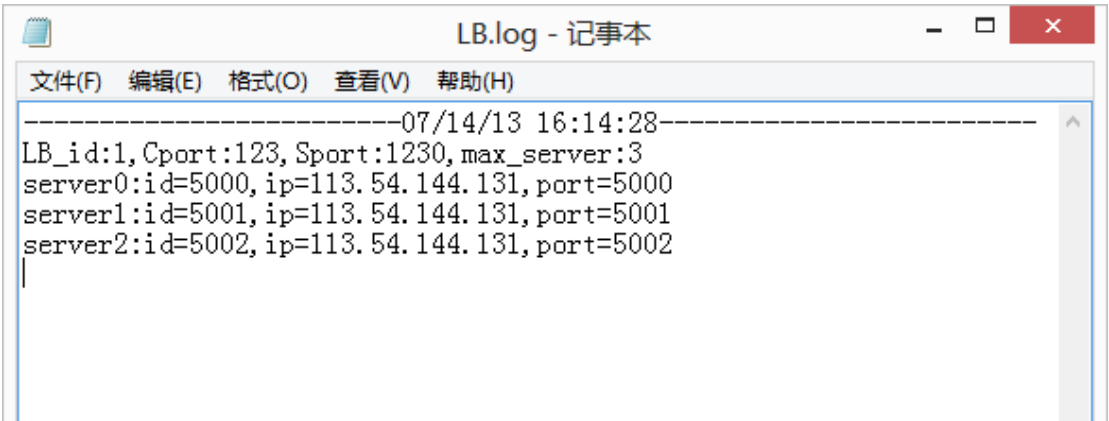 LB.log - 记事本
文件(F) 编辑(E) 格式(O) 查看(V) 帮助(H)
-------------------------07/14/13 16:14:28-------------------------
LB_id:1,Cport:123,Sport:1230,max_server:3
server0:id=5000,ip=113.54.144.131,port=5000
server1:id=5001,ip=113.54.144.131,port=5001
server2:id=5002,ip=113.54.144.131,port=5002